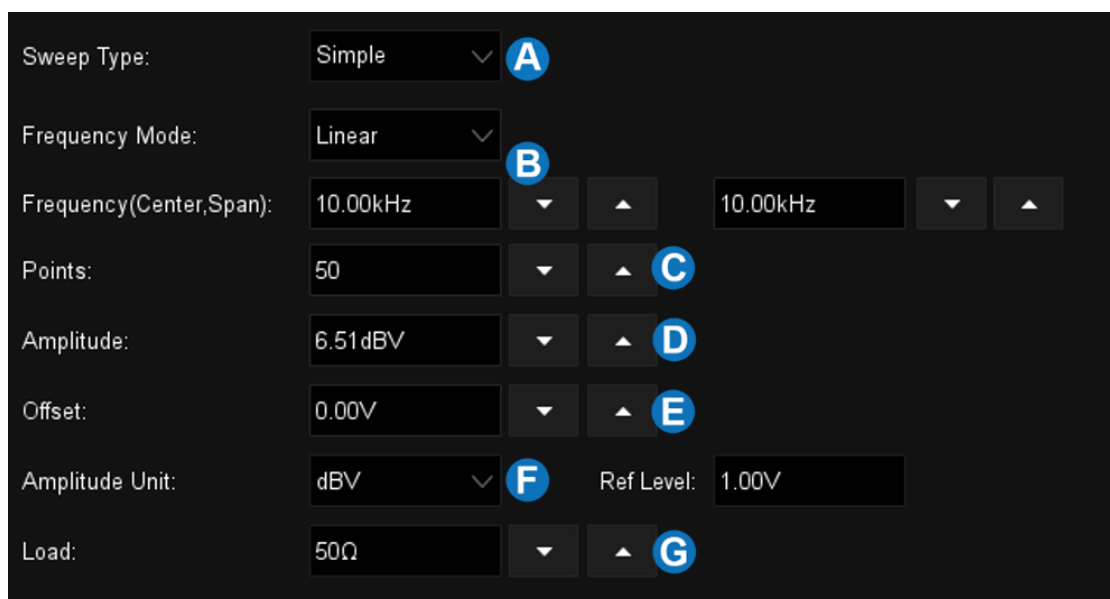 Sweep Type: Simple A
Frequency Mode: Linear
B
Frequency(Center,Span): 10.00kHz 10.00kHz
Points: 50 C
Amplitude: 6.51dBV D
Offset: 0.00V E
Amplitude Unit: dBV F Ref Level: 1.00V
Load: 50Ω G